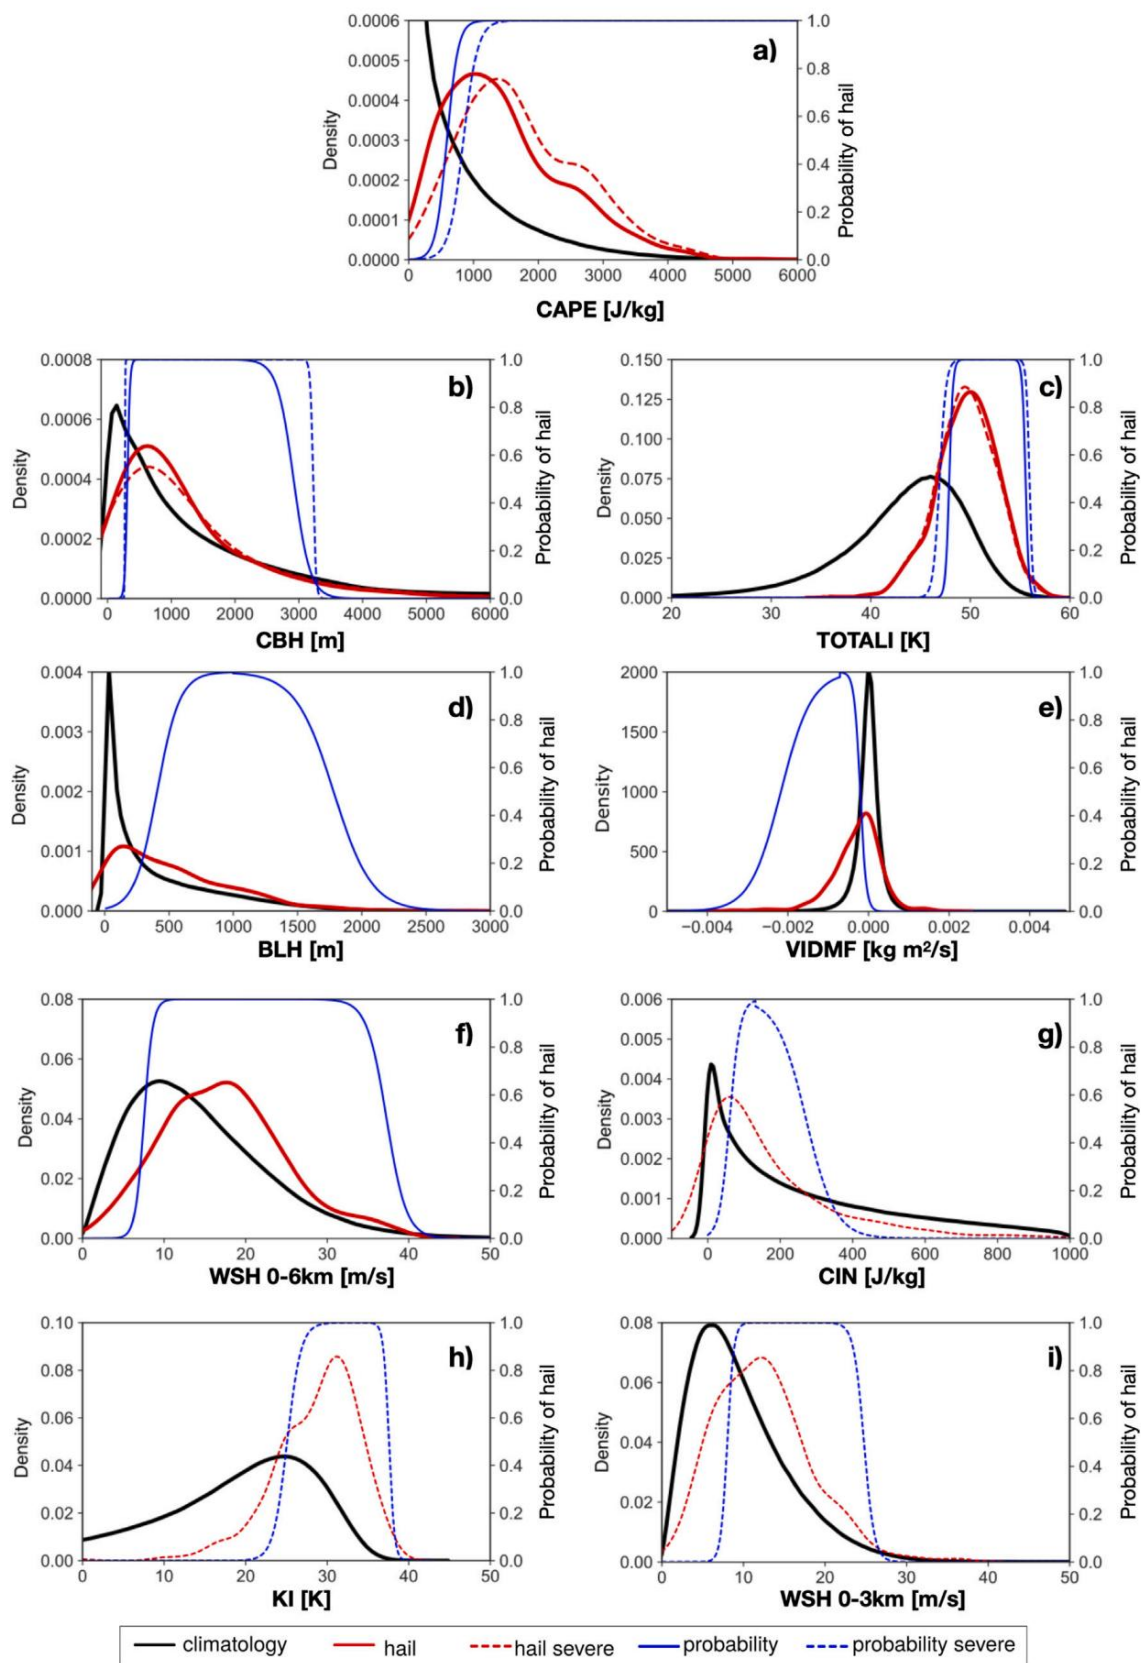 a)
0.0006
0.0005
0.0004
0.0003
0.0002
0.0001
0.0000
Density
1.0
0.8
0.6
0.4
0.2
0.0
Probability of hail
0 1000 2000 3000 4000 5000 6000
CAPE [J/kg]
b)
0.0008
0.0006
0.0004
0.0002
0.0000
Density
1.0
0.8
0.6
0.4
0.2
0.0
Probability of hail
0 1000 2000 3000 4000 5000 6000
CBH [m]
c)
0.150
0.125
0.100
0.075
0.050
0.025
0.000
Density
1.0
0.8
0.6
0.4
0.2
0.0
Probability of hail
20 30 40 50 60
TOTALI [K]
d)
0.004
0.003
0.002
0.001
0.000
Density
1.0
0.8
0.6
0.4
0.2
0.0
Probability of hail
0 500 1000 1500 2000 2500 3000
BLH [m]
e)
2000
1500
1000
500
0
Density
1.0
0.8
0.6
0.4
0.2
0.0
Probability of hail
−0.004 −0.002 0.000 0.002 0.004
VIDMF [kg m²/s]
f)
0.08
0.06
0.04
0.02
0.00
Density
1.0
0.8
0.6
0.4
0.2
0.0
Probability of hail
0 10 20 30 40 50
WSH 0-6km [m/s]
g)
0.006
0.005
0.004
0.003
0.002
0.001
0.000
Density
1.0
0.8
0.6
0.4
0.2
0.0
Probability of hail
0 200 400 600 800 1000
CIN [J/kg]
h)
0.10
0.08
0.06
0.04
0.02
0.00
Density
1.0
0.8
0.6
0.4
0.2
0.0
Probability of hail
0 10 20 30 40 50
KI [K]
i)
0.08
0.06
0.04
0.02
0.00
Density
1.0
0.8
0.6
0.4
0.2
0.0
Probability of hail
0 10 20 30 40 50
WSH 0-3km [m/s]
climatology hail hail severe probability probability severe